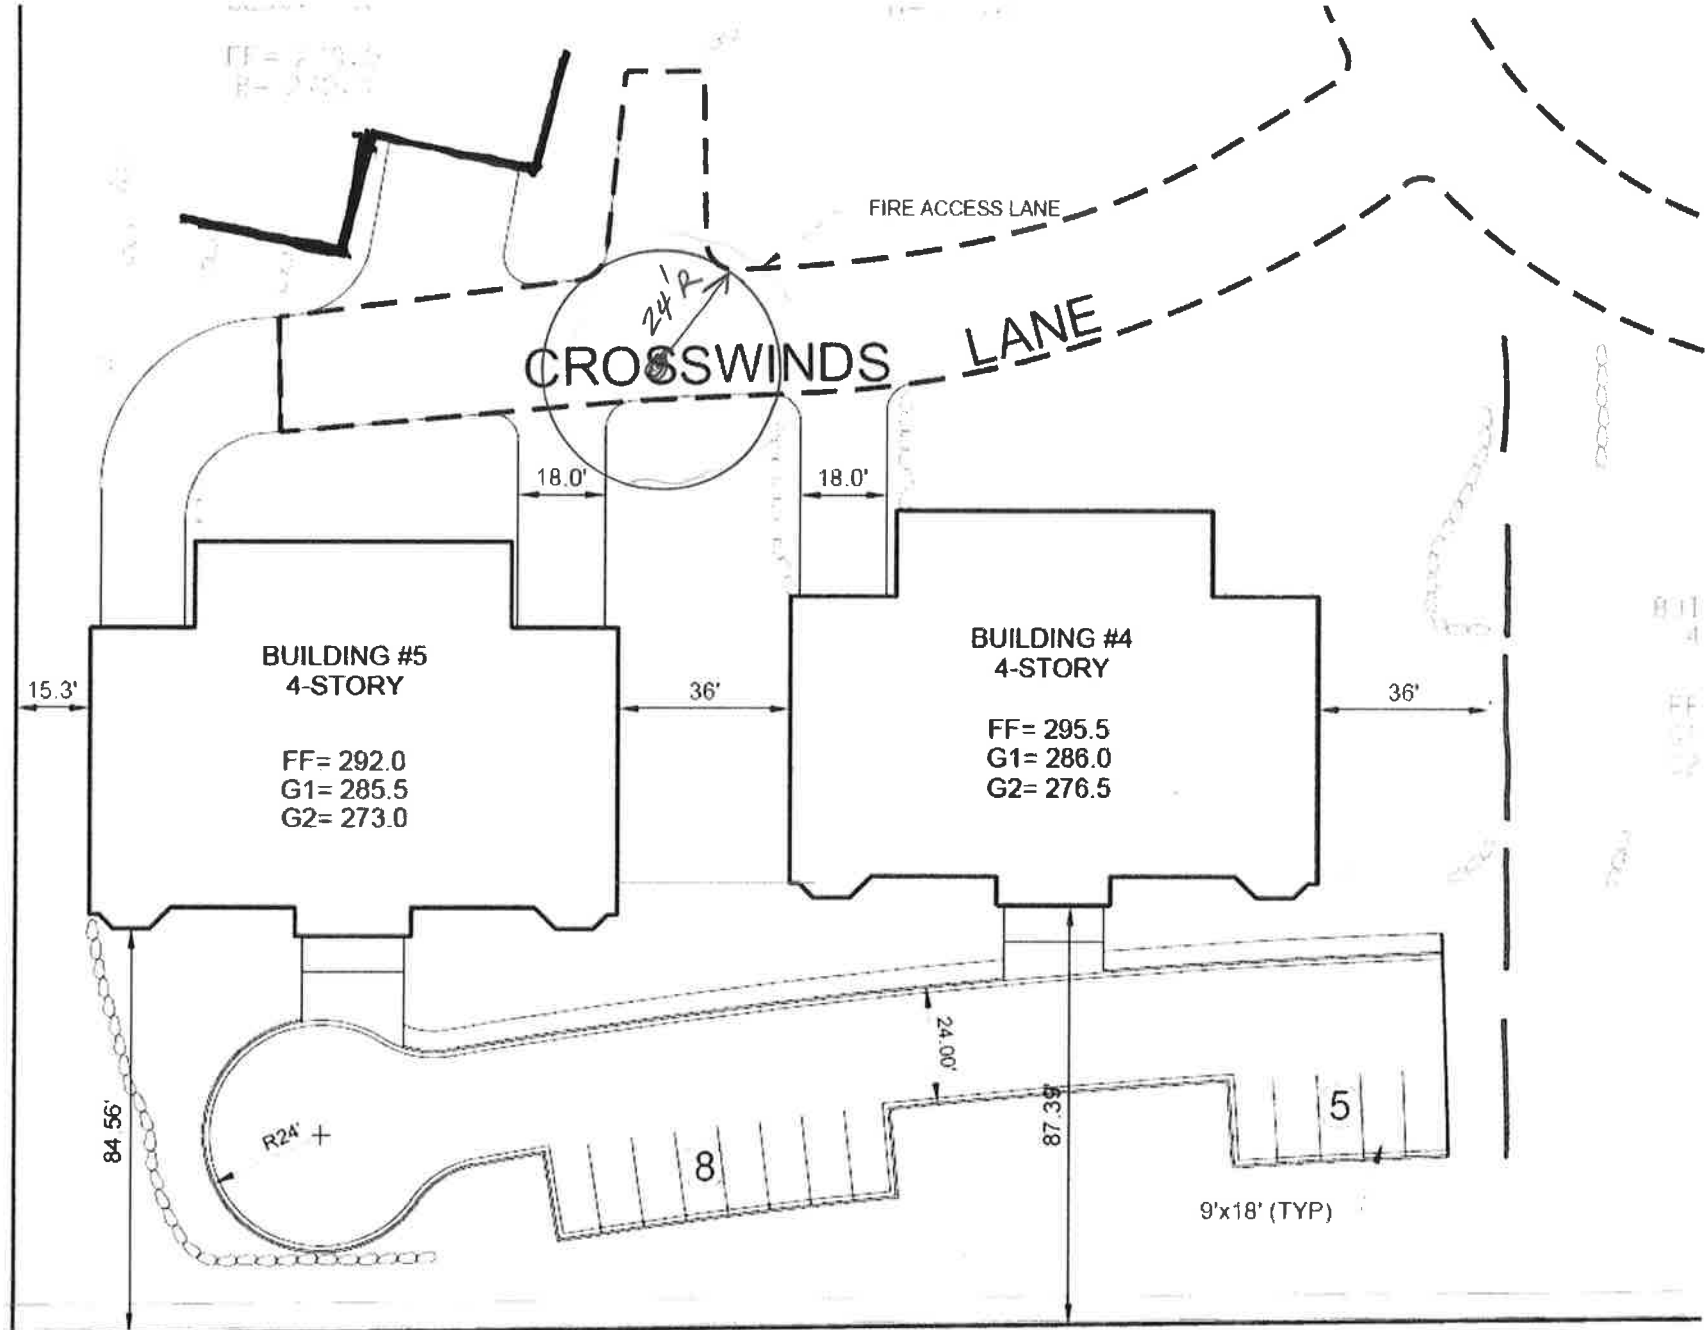 FIRE ACCESS LANE
24' R
CROSSWINDS LANE
18.0'
18.0'
BUILDING #5
4-STORY
FF= 292.0
G1= 285.5
G2= 273.0
BUILDING #4
4-STORY
FF= 295.5
G1= 286.0
G2= 276.5
15.3'
36'
36'
84.56'
R24'
24.00'
87.39'
8
5
9'x18' (TYP)